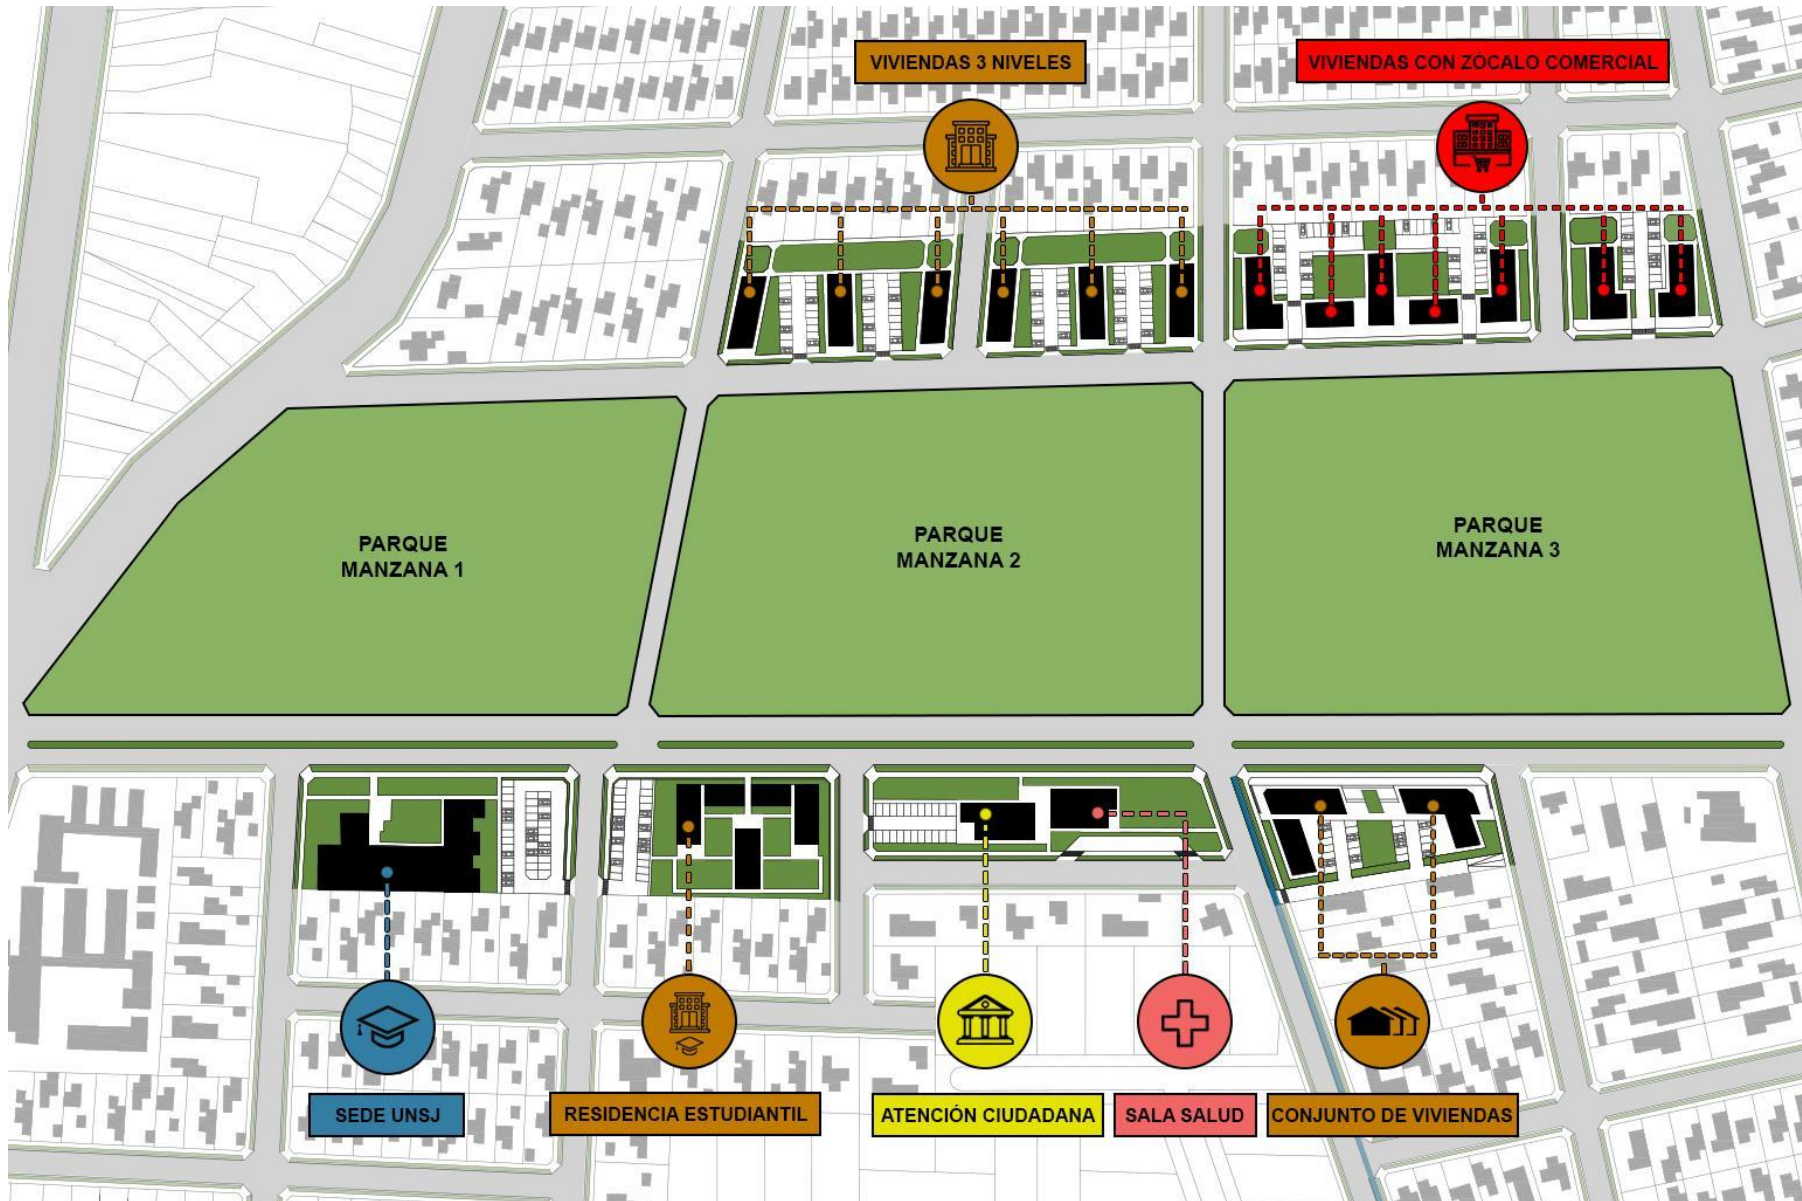 VIVIENDAS 3 NIVELES
VIVIENDAS CON ZÓCALO COMERCIAL
PARQUE
MANZANA 1
PARQUE
MANZANA 2
PARQUE
MANZANA 3
SEDE UNSJ
RESIDENCIA ESTUDIANTIL
ATENCIÓN CIUDADANA
SALA SALUD
CONJUNTO DE VIVIENDAS